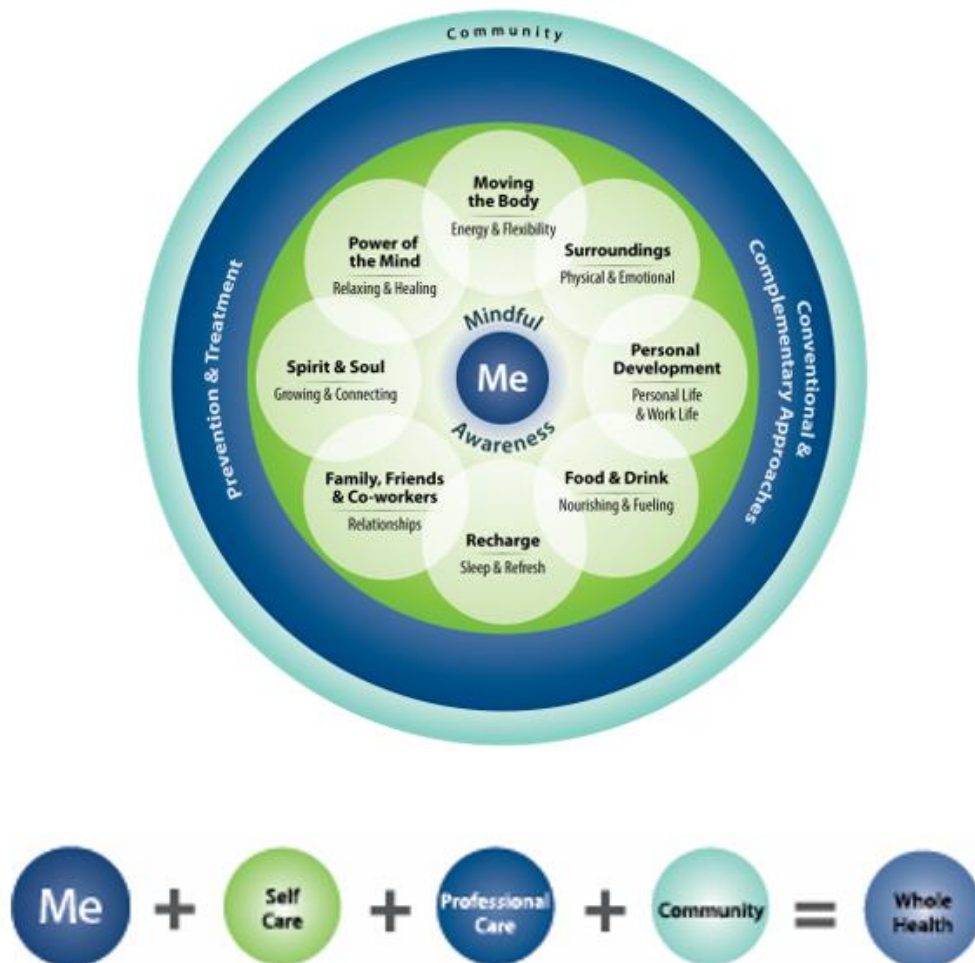 Community
Moving
the Body
Energy & Flexibility
Surroundings
Physical & Emotional
Personal
Development
Personal Life
& Work Life
Food & Drink
Nourishing & Fueling
Recharge
Sleep & Refresh
Family, Friends
& Co-workers
Relationships
Spirit & Soul
Growing & Connecting
Power of
the Mind
Relaxing & Healing
Mindful
Me
Awareness
Prevention & Treatment
Conventional &
Complementary Approaches
Me + Self Care + Professional Care + Community = Whole Health